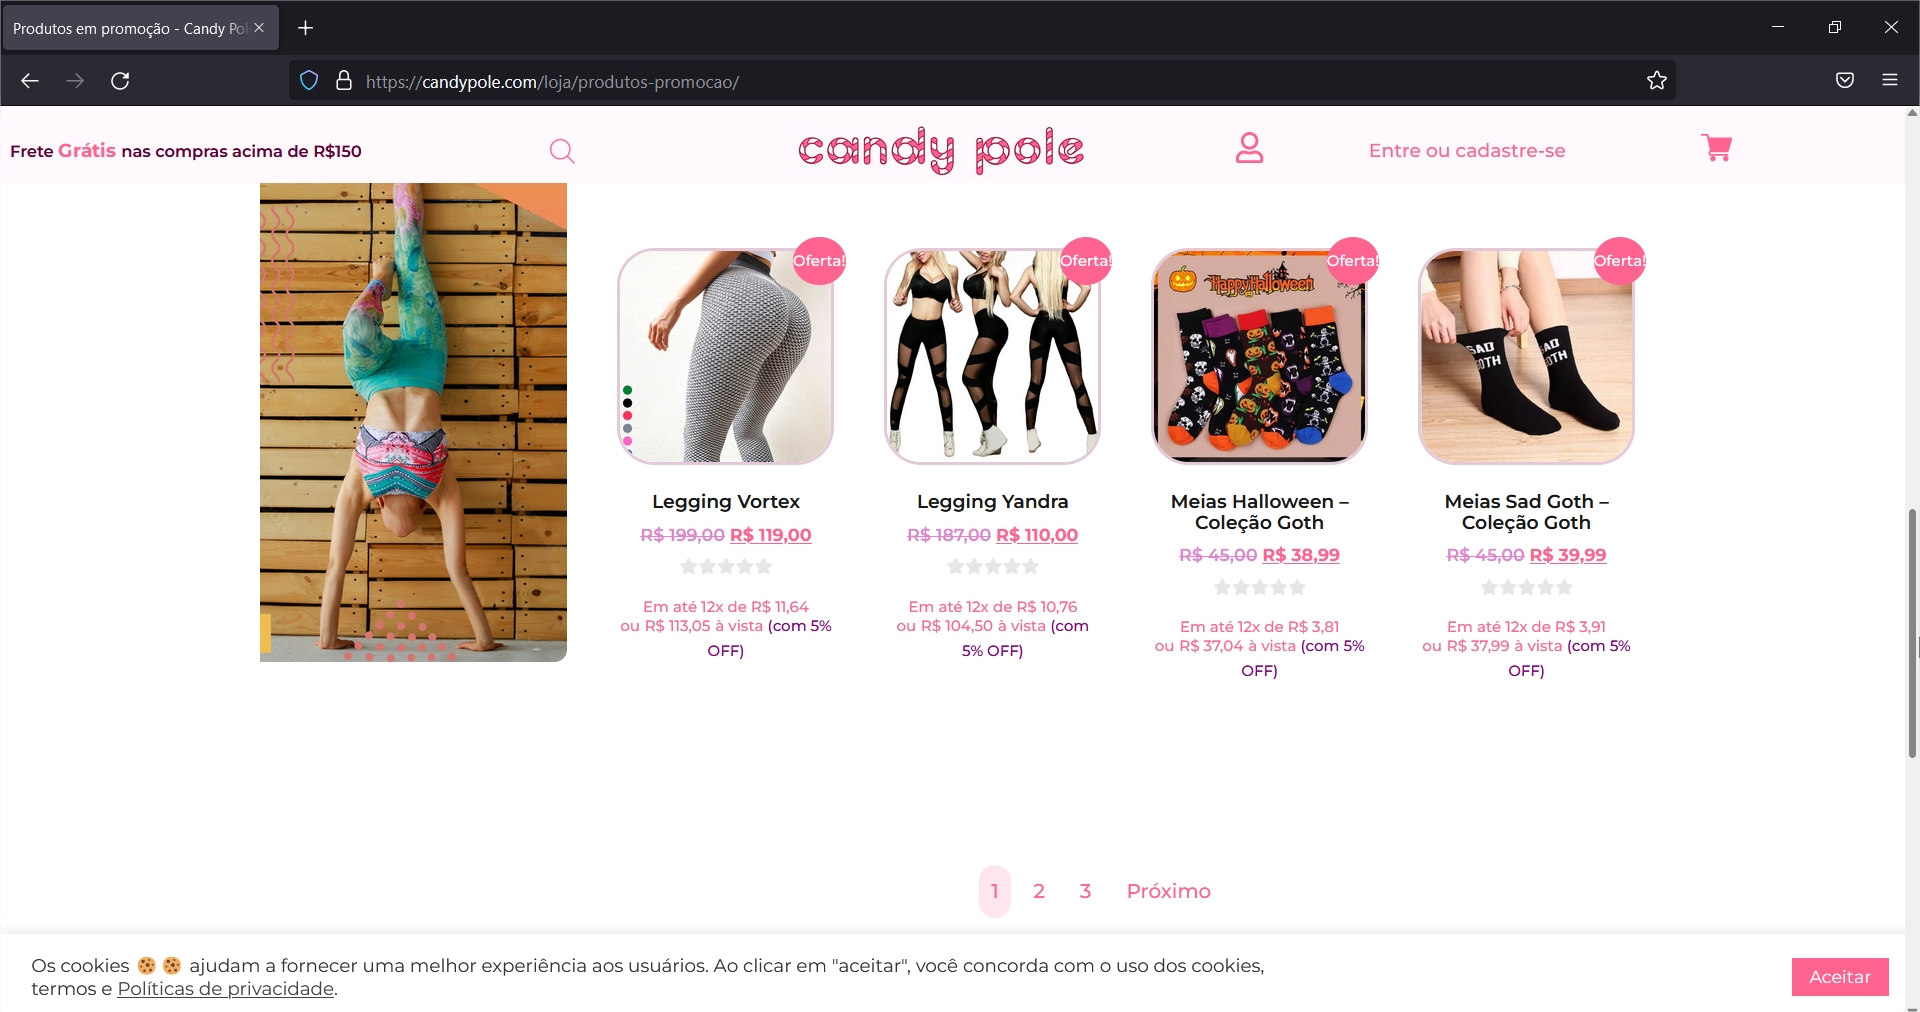 Produtos em promoção - Candy Pol
https://candypole.com/loja/produtos-promocao/
Frete Grátis nas compras acima de R$150
candy pole
Entre ou cadastre-se
Oferta!
Oferta!
Oferta!
Oferta!
Happy Halloween
SAD
GOTH
SAD
OTH
Legging Vortex
R$ 199,00 R$ 119,00
Em até 12x de R$ 11,64
ou R$ 113,05 à vista (com 5%
OFF)
Legging Yandra
R$ 187,00 R$ 110,00
Em até 12x de R$ 10,76
ou R$ 104,50 à vista (com
5% OFF)
Meias Halloween –
Coleção Goth
R$ 45,00 R$ 38,99
Em até 12x de R$ 3,81
ou R$ 37,04 à vista (com 5%
OFF)
Meias Sad Goth –
Coleção Goth
R$ 45,00 R$ 39,99
Em até 12x de R$ 3,91
ou R$ 37,99 à vista (com 5%
OFF)
1 2 3 Próximo
Os cookies 🍪 🍪 ajudam a fornecer uma melhor experiência aos usuários. Ao clicar em "aceitar", você concorda com o uso dos cookies,
termos e Políticas de privacidade.
Aceitar